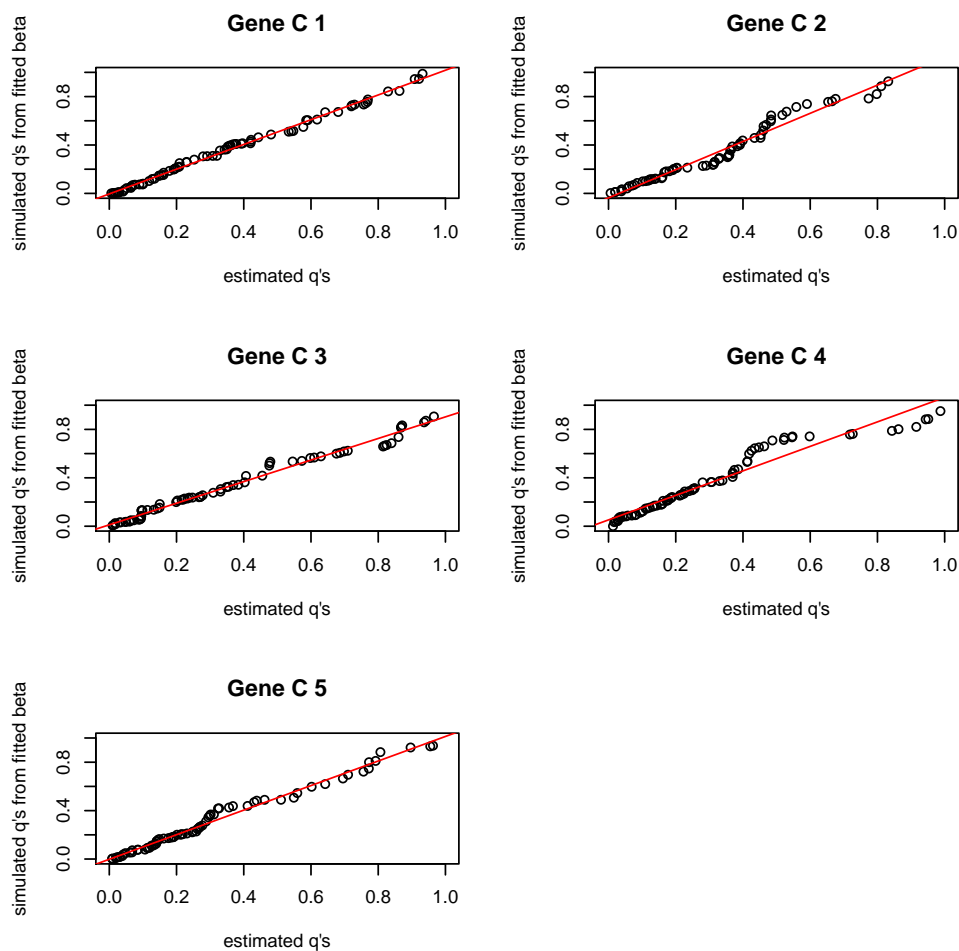 Gene C 1
simulated q's from fitted beta
0.0 0.4 0.8
0.0 0.2 0.4 0.6 0.8 1.0
estimated q's
Gene C 2
simulated q's from fitted beta
0.0 0.4 0.8
0.0 0.2 0.4 0.6 0.8 1.0
estimated q's
Gene C 3
simulated q's from fitted beta
0.0 0.4 0.8
0.0 0.2 0.4 0.6 0.8 1.0
estimated q's
Gene C 4
simulated q's from fitted beta
0.0 0.4 0.8
0.0 0.2 0.4 0.6 0.8 1.0
estimated q's
Gene C 5
simulated q's from fitted beta
0.0 0.4 0.8
0.0 0.2 0.4 0.6 0.8 1.0
estimated q's